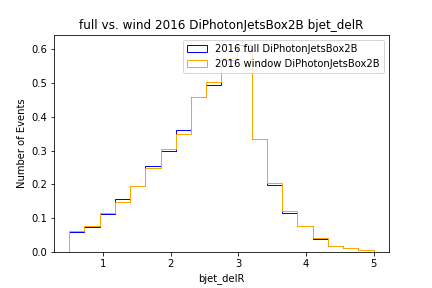 full vs. wind 2016 DiPhotonJetsBox2B bjet_delR
2016 full DiPhotonJetsBox2B
2016 window DiPhotonJetsBox2B
Number of Events
0.6
0.5
0.4
0.3
0.2
0.1
0.0
1 2 3 4 5
bjet_delR